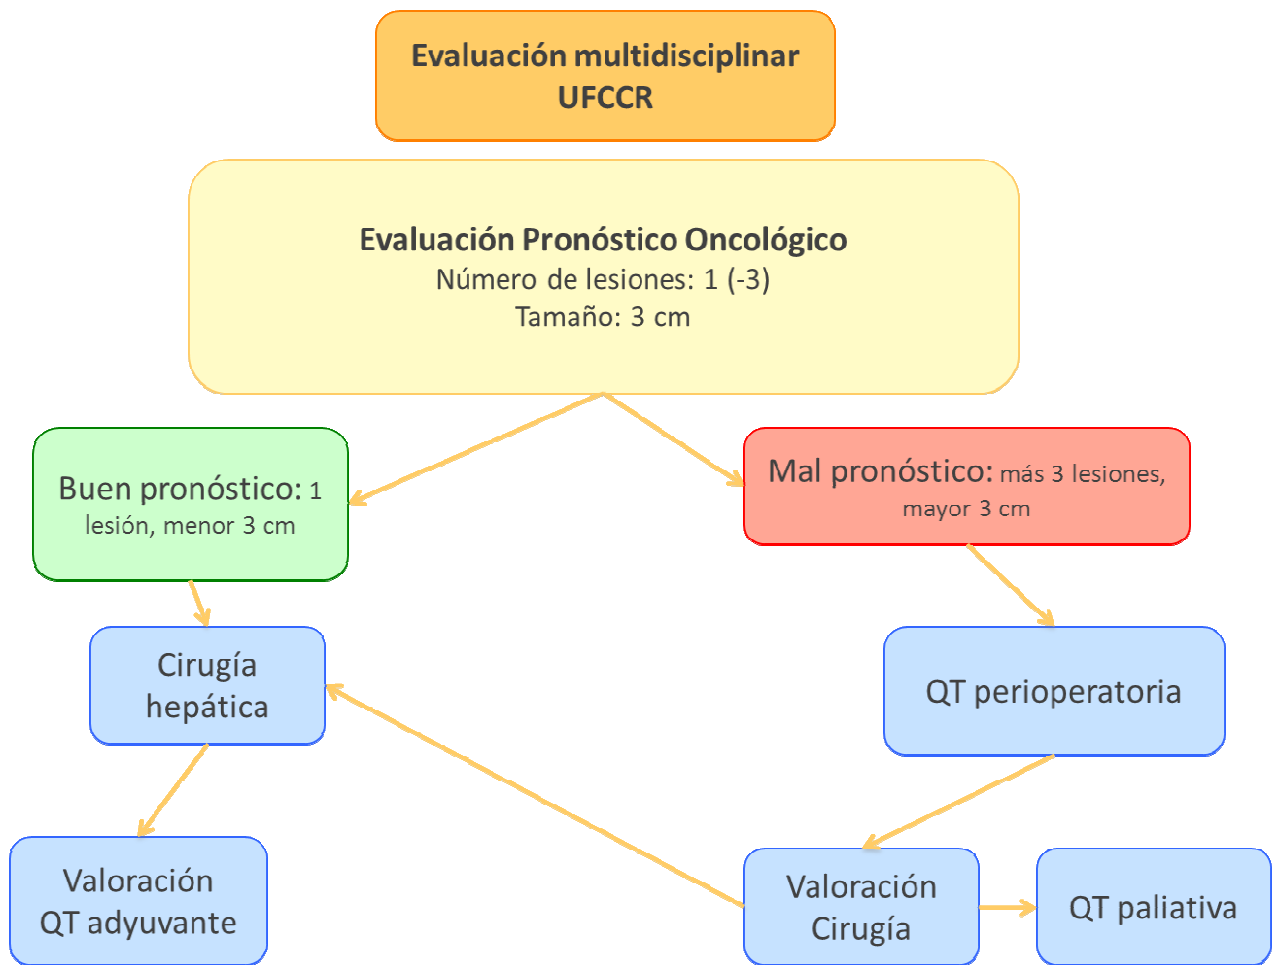 Evaluación multidisciplinar
UFCCR
Evaluación Pronóstico Oncológico
Número de lesiones: 1 (-3)
Tamaño: 3 cm
Buen pronóstico: 1
lesión, menor 3 cm
Mal pronóstico: más 3 lesiones,
mayor 3 cm
Cirugía
hepática
QT perioperatoria
Valoración
QT adyuvante
Valoración
Cirugía
QT paliativa